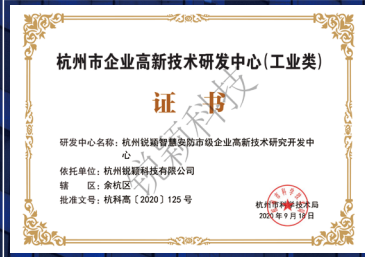 杭州市企业高新技术研发中心(工业类)
证 书
研发中心名称：杭州锐颖智慧安防市级企业高新技术研究开发中
心
依托单位：杭州锐颖科技有限公司
辖 区：余杭区
批准文号：杭科高〔2020〕125号
杭州市科学技术局
2020年9月18日
锐颖科技